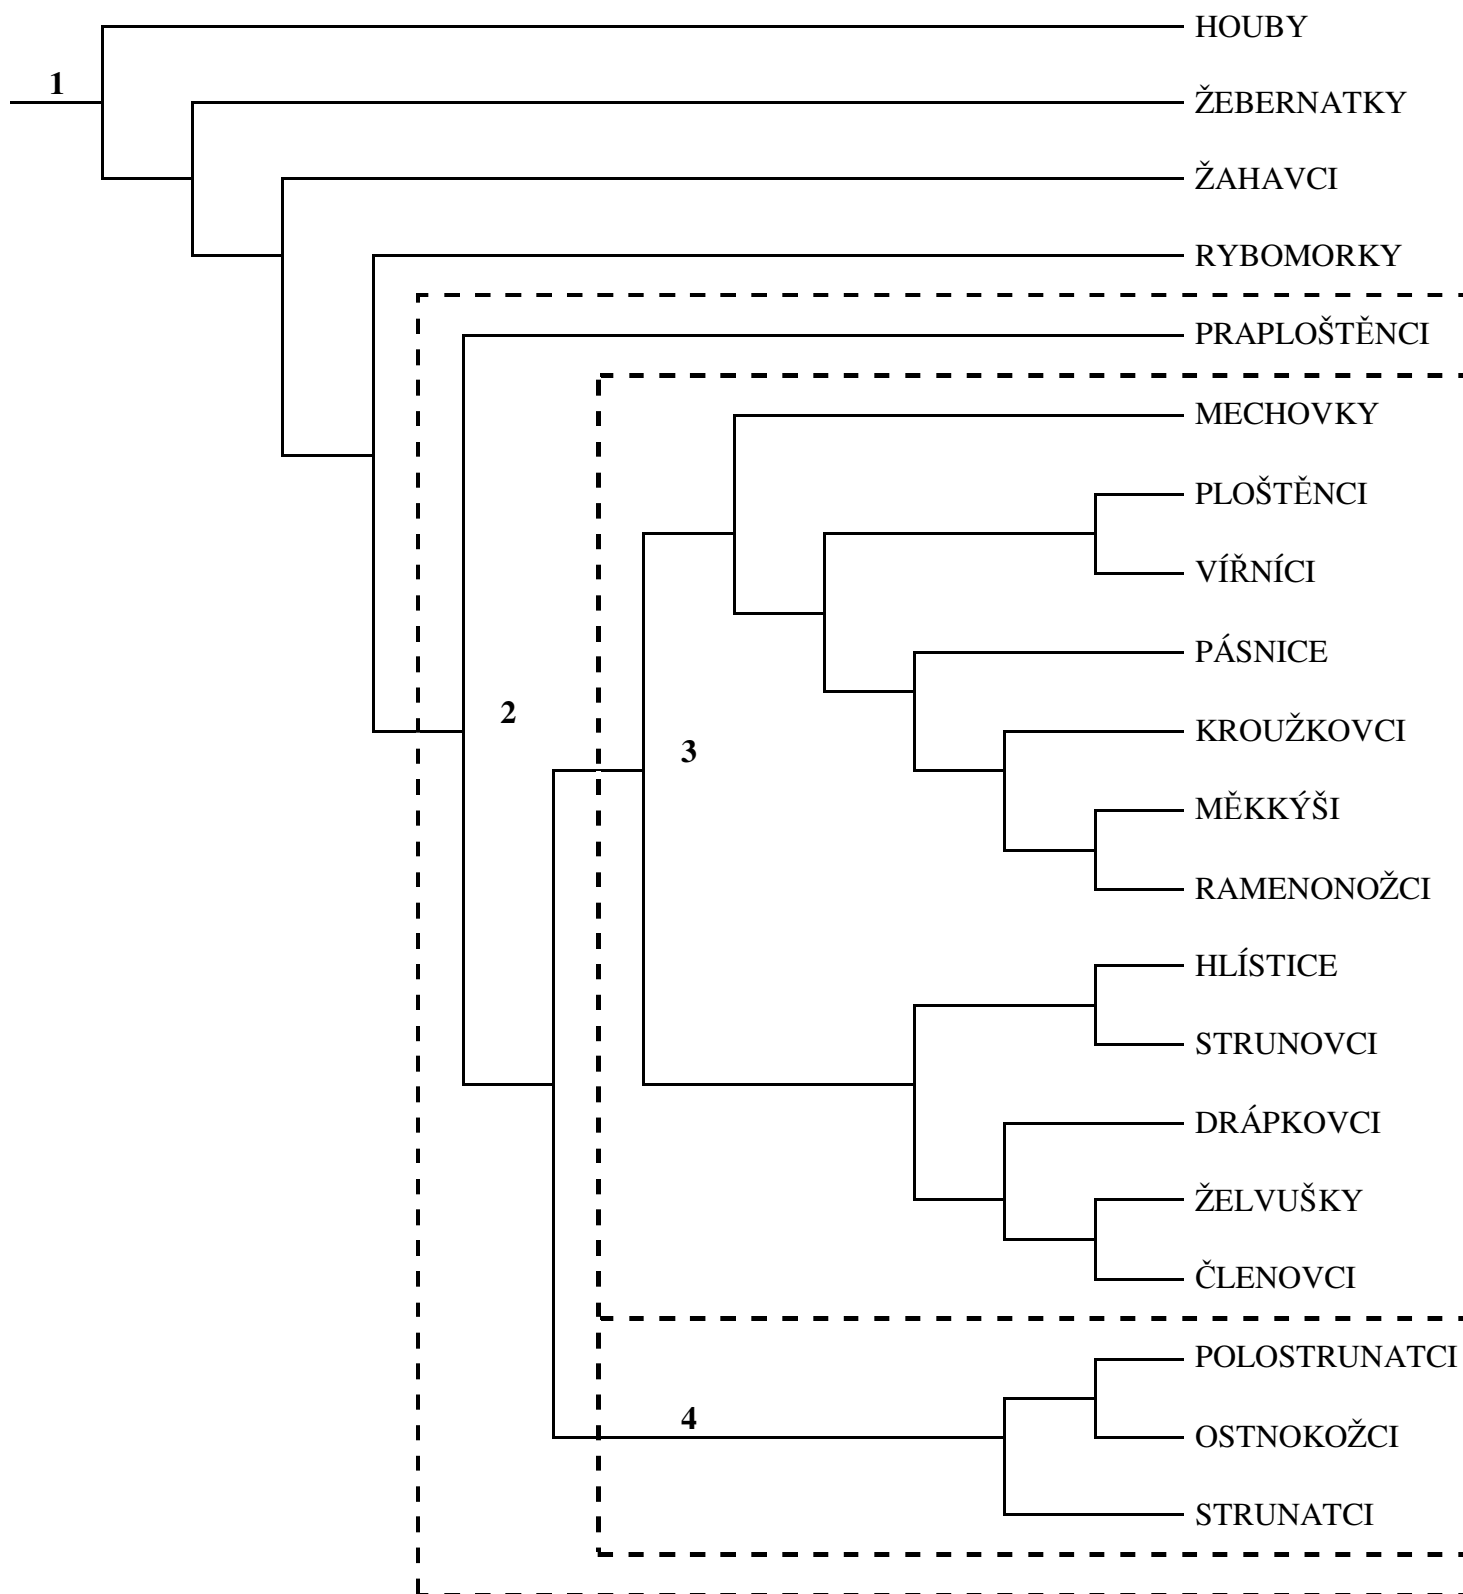 HOUBY
1
ŽEBERNATKY
ŽAHAVCI
RYBOMORKY
PRAPLOŠTĚNCI
MECHOVKY
PLOŠTĚNCI
VÍŘNÍCI
PÁSNICE
2
KROUŽKOVCI
3
MĚKKÝŠI
RAMENONOŽCI
HLÍSTICE
STRUNOVCI
DRÁPKOVCI
ŽELVUŠKY
ČLENOVCI
POLOSTRUNATCI
4
OSTNOKOŽCI
STRUNATCI